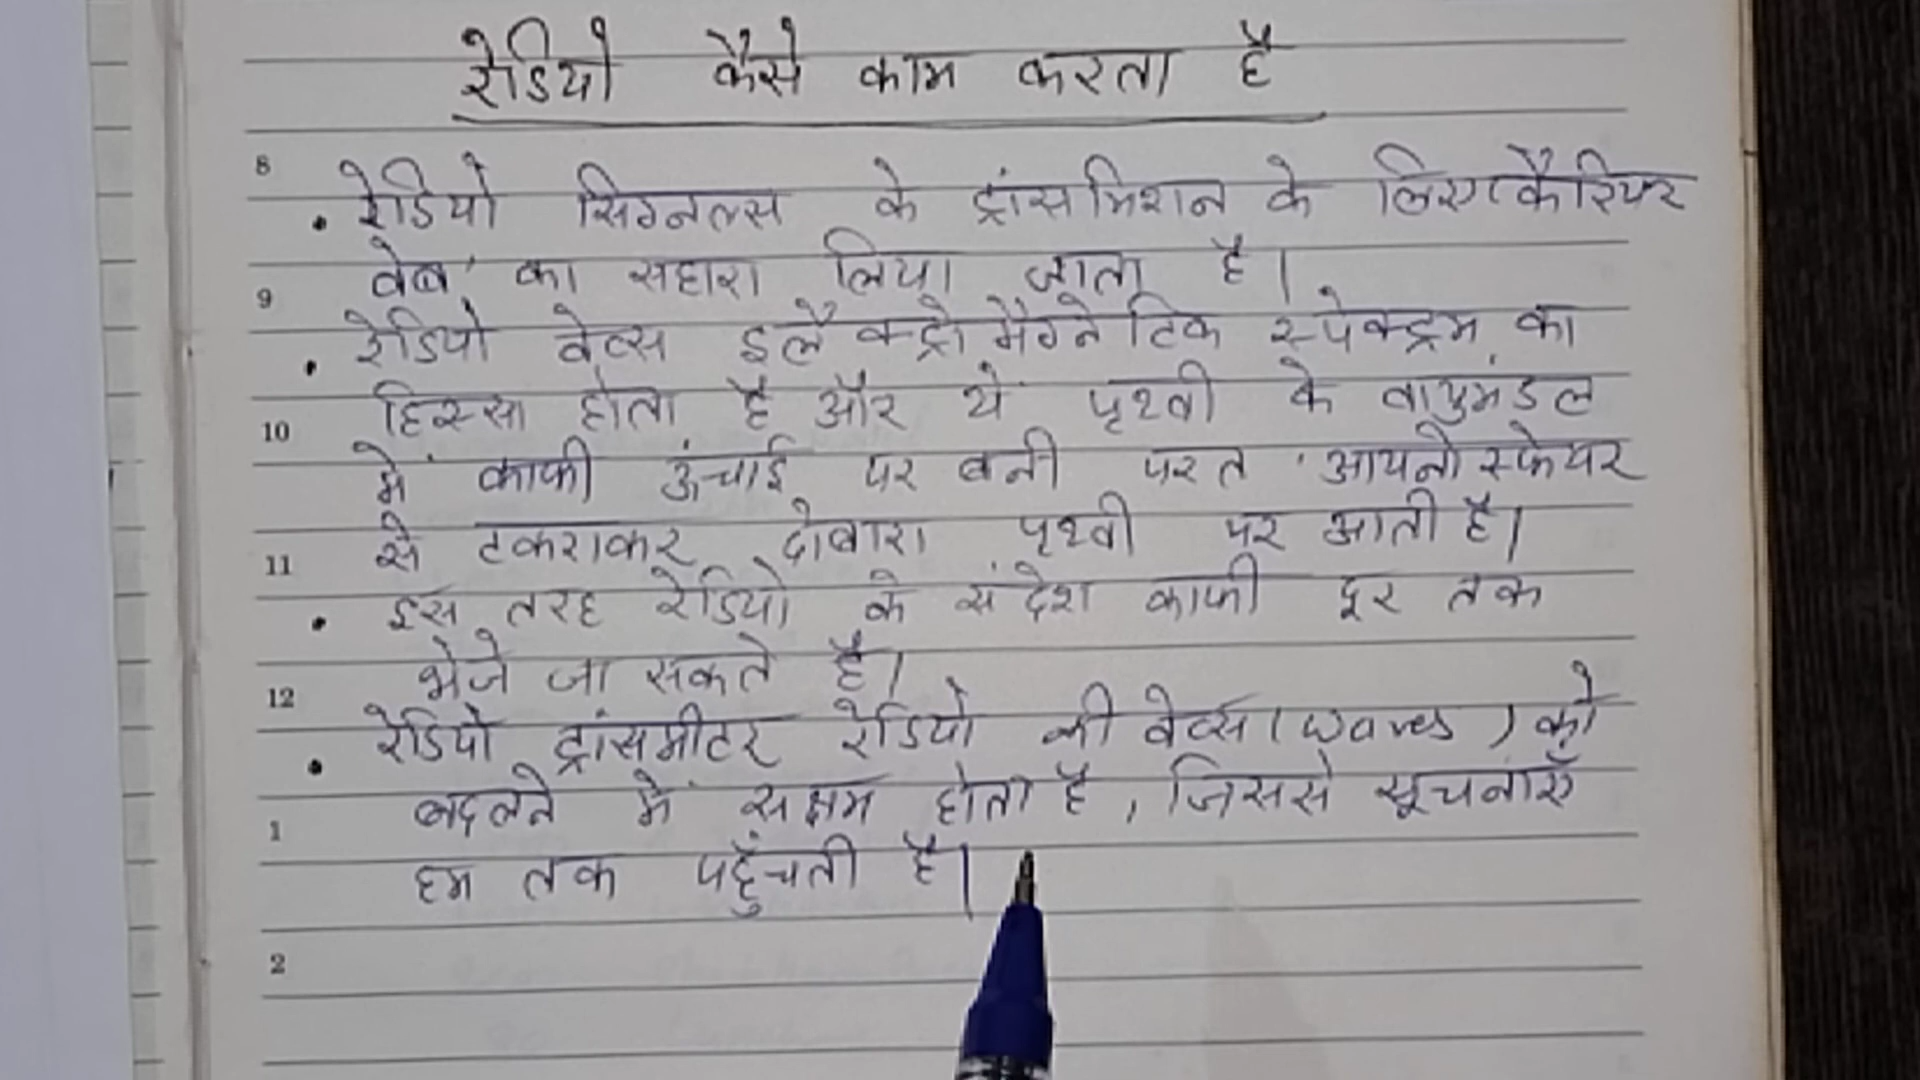 रेडियो कैसे काम करता है
8
• रेडियो सिग्नल्स के ट्रांसमिशन के लिए 'कैरियर
वेब' का सहारा लिया जाता है।
9
• रेडियो वेव्स इलैक्ट्रोमैग्नेटिक स्पेक्ट्रम का
हिस्सा होता है और ये पृथ्वी के वायुमंडल
10
में काफी ऊंचाई पर बनी परत 'आयनोस्फेयर
से टकराकर दोबारा पृथ्वी पर आती है।
11
• इस तरह रेडियो के संदेश काफी दूर तक
भेजे जा सकते है।
12
• रेडियो ट्रांसमीटर रेडियो की वेव्स (waves) को
बदलने में सक्षम होता है, जिससे सूचनाएँ
1
हम तक पहुँचती है।
2